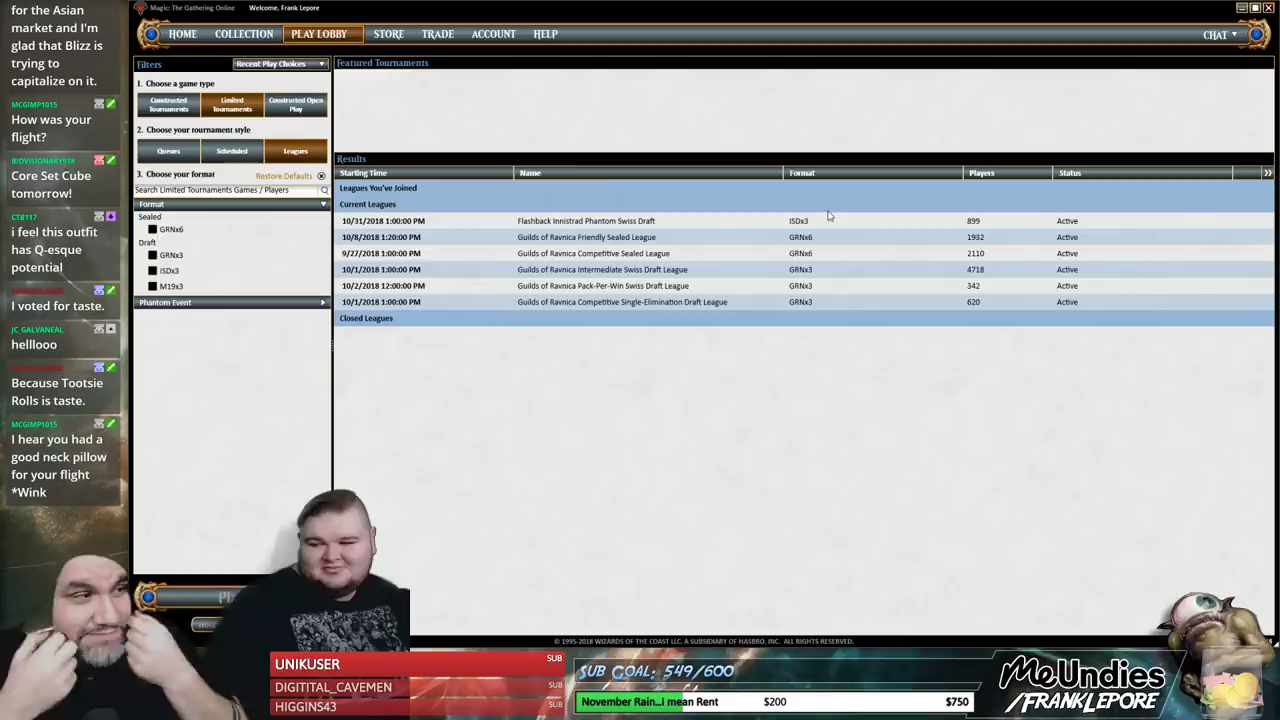 for the Asian
market and I'm
glad that Blizz is
trying to
capitalize on it.
MCGIMP1015
How was your
flight?
BIOVISIONARY918
Core Set Cube
tomorrow!
CTB117
i feel this outfit
has Q-esque
potential
I voted for taste.
JC_GALVANEAL
helllooo
Because Tootsie
Rolls is taste.
MCGIMP1015
I hear you had a
good neck pillow
for your flight
*Wink
Magic: The Gathering Online Welcome, Frank Lepore
HOME COLLECTION PLAY LOBBY STORE TRADE ACCOUNT HELP CHAT
Filters Recent Play Choices
1. Choose a game type
Constructed Tournaments Limited Tournaments Constructed Open Play
2. Choose your tournament style
Queues Scheduled Leagues
3. Choose your format Restore Defaults
Search Limited Tournaments Games / Players
Format
Sealed
GRNx6
Draft
GRNx3
ISDx3
M19x3
Phantom Event
Featured Tournaments
Results
Starting Time Name Format Players Status
Leagues You've Joined
Current Leagues
10/31/2018 1:00:00 PM Flashback Innistrad Phantom Swiss Draft ISDx3 899 Active
10/8/2018 1:20:00 PM Guilds of Ravnica Friendly Sealed League GRNx6 1932 Active
9/27/2018 1:00:00 PM Guilds of Ravnica Competitive Sealed League GRNx6 2110 Active
10/1/2018 1:00:00 PM Guilds of Ravnica Intermediate Swiss Draft League GRNx3 4718 Active
10/2/2018 12:00:00 PM Guilds of Ravnica Pack-Per-Win Swiss Draft League GRNx3 342 Active
10/1/2018 1:00:00 PM Guilds of Ravnica Competitive Single-Elimination Draft League GRNx3 620 Active
Closed Leagues
© 1995-2018 WIZARDS OF THE COAST LLC. A SUBSIDIARY OF HASBRO, INC. ALL RIGHTS RESERVED.
UNIKUSER SUB
DIGITITAL_CAVEMEN SUB
HIGGINS43 SUB
SUB GOAL: 549/600
November Rain...I mean Rent $200 $750
MeUndies
/FRANKLEPORE